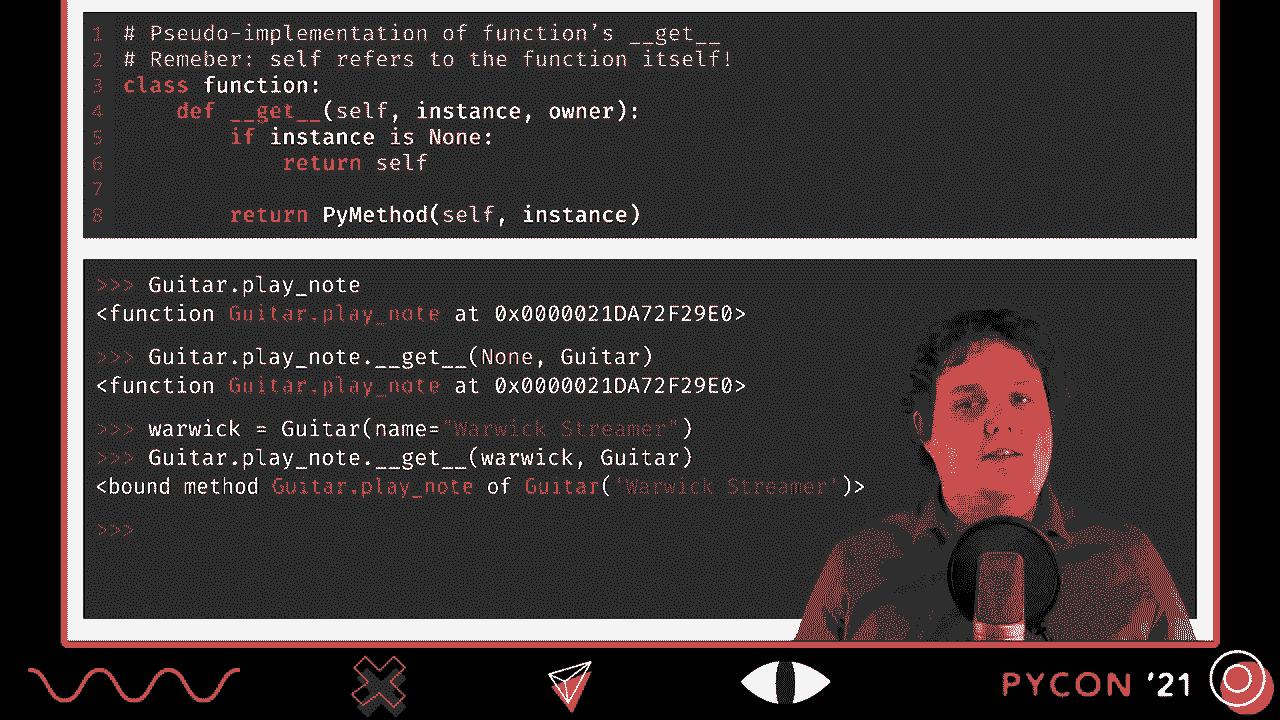 1 # Pseudo-implementation of function's __get__
2 # Remeber: self refers to the function itself!
3 class function:
4     def __get__(self, instance, owner):
5         if instance is None:
6             return self
7
8         return PyMethod(self, instance)
>>> Guitar.play_note
<function Guitar.play_note at 0x0000021DA72F29E0>
>>> Guitar.play_note.__get__(None, Guitar)
<function Guitar.play_note at 0x0000021DA72F29E0>
>>> warwick = Guitar(name="Warwick Streamer")
>>> Guitar.play_note.__get__(warwick, Guitar)
<bound method Guitar.play_note of Guitar('Warwick Streamer')>
>>>
PYCON '21